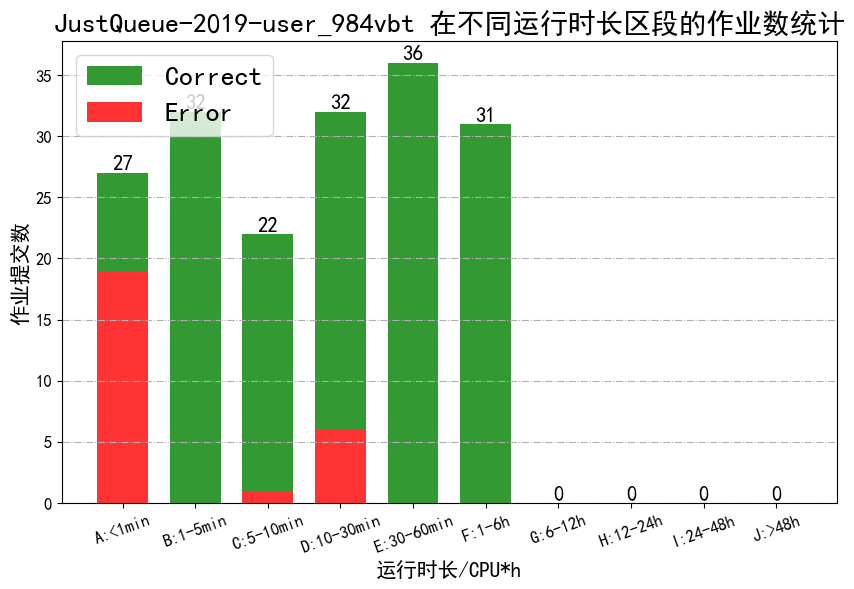 JustQueue-2019-user_984vbt 在不同运行时长区段的作业数统计
Correct
Error
27
32
22
32
36
31
0
0
0
0
作业提交数
35
30
25
20
15
10
5
0
A:<1min
B:1-5min
C:5-10min
D:10-30min
E:30-60min
F:1-6h
G:6-12h
H:12-24h
I:24-48h
J:>48h
运行时长/CPU*h